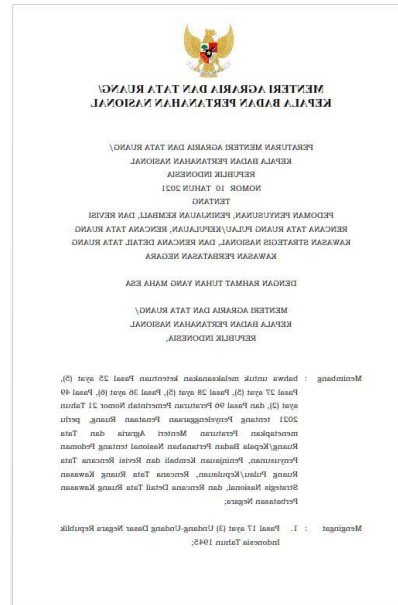 MENTERI AGRARIA DAN TATA RUANG/
KEPALA BADAN PERTANAHAN NASIONAL
PERATURAN MENTERI AGRARIA DAN TATA RUANG/
KEPALA BADAN PERTANAHAN NASIONAL
REPUBLIK INDONESIA
NOMOR 10 TAHUN 2021
TENTANG
PEDOMAN PENYUSUNAN, PENINJAUAN KEMBALI, DAN REVISI
RENCANA TATA RUANG PULAU/KEPULAUAN, RENCANA TATA RUANG
KAWASAN STRATEGIS NASIONAL, DAN RENCANA DETAIL TATA RUANG
KAWASAN PERBATASAN NEGARA
DENGAN RAHMAT TUHAN YANG MAHA ESA
MENTERI AGRARIA DAN TATA RUANG/
KEPALA BADAN PERTANAHAN NASIONAL
REPUBLIK INDONESIA,
Menimbang : bahwa untuk melaksanakan ketentuan Pasal 25 ayat (5),
Pasal 27 ayat (5), Pasal 28 ayat (5), Pasal 36 ayat (6), Pasal 49
ayat (2), dan Pasal 96 Peraturan Pemerintah Nomor 21 Tahun
2021 tentang Penyelenggaraan Penataan Ruang, perlu
menetapkan Peraturan Menteri Agraria dan Tata
Ruang/Kepala Badan Pertanahan Nasional tentang Pedoman
Penyusunan, Peninjauan Kembali dan Revisi Rencana Tata
Ruang Pulau/Kepulauan, Rencana Tata Ruang Kawasan
Strategis Nasional, dan Rencana Detail Tata Ruang Kawasan
Perbatasan Negara;
Mengingat : 1. Pasal 17 ayat (3) Undang-Undang Dasar Negara Republik
Indonesia Tahun 1945;